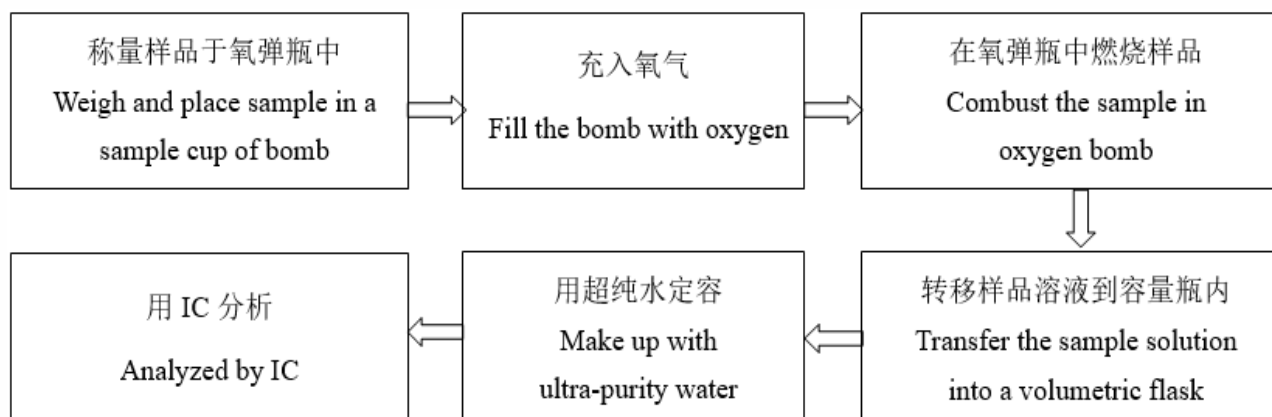 称量样品于氧弹瓶中
Weigh and place sample in a
sample cup of bomb
充入氧气
Fill the bomb with oxygen
在氧弹瓶中燃烧样品
Combust the sample in
oxygen bomb
转移样品溶液到容量瓶内
Transfer the sample solution
into a volumetric flask
用超纯水定容
Make up with
ultra-purity water
用 IC 分析
Analyzed by IC